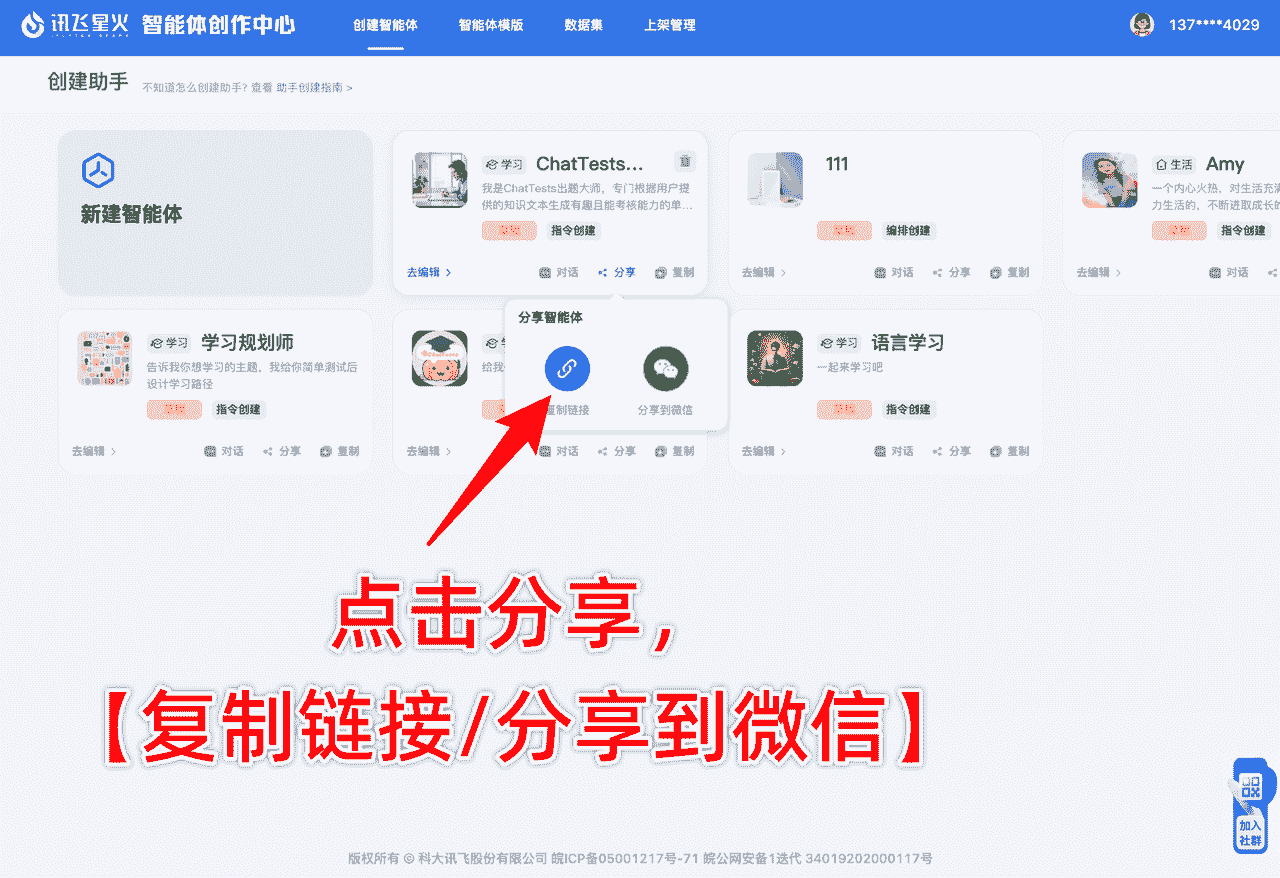 讯飞星火 智能体创作中心 创建智能体 智能体横版 数据集 上架管理 137****4029
创建助手 不知道怎么创建助手? 查看 助手创建指南 >
新建智能体
学习 ChatTests...
我是ChatTests出题大师，专门根据用户提
供的知识文本生成有趣且能考核能力的单...
指令创建
去编辑 > 对话 分享 复制
111
编排创建
去编辑 > 对话 分享 复制
生活 Amy
一个内心火热，对生活充满
力生活的，不断进取成长的
指令创建
去编辑 > 对话
分享智能体
复制链接 分享到微信
学习 学习规划师
告诉我你想学习的主题，我给你简单测试后
设计学习路径
指令创建
去编辑 > 对话 分享 复制
学
给我
去编辑 > 对话 分享 复制
学习 语言学习
一起来学习吧
指令创建
去编辑 > 对话 分享 复制
点击分享，
【复制链接/分享到微信】
加入
社群
版权所有 © 科大讯飞股份有限公司 皖ICP备05001217号-71 皖公网安备1迭代 34019202000117号